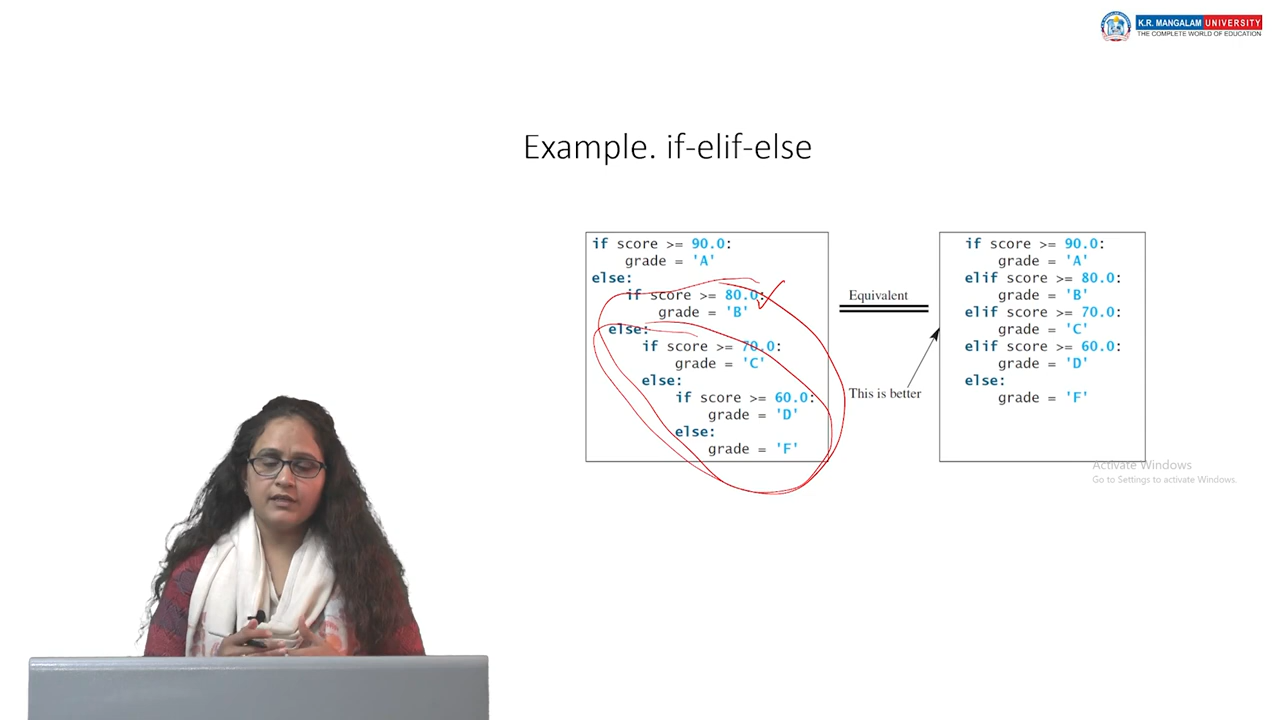 K.R. MANGALAM UNIVERSITY
THE COMPLETE WORLD OF EDUCATION
Example. if-elif-else
if score >= 90.0:
grade = 'A'
else:
if score >= 80.0:
grade = 'B'
else:
if score >= 70.0:
grade = 'C'
else:
if score >= 60.0:
grade = 'D'
else:
grade = 'F'
Equivalent
This is better
if score >= 90.0:
grade = 'A'
elif score >= 80.0:
grade = 'B'
elif score >= 70.0:
grade = 'C'
elif score >= 60.0:
grade = 'D'
else:
grade = 'F'
Activate Windows
Go to Settings to activate Windows.